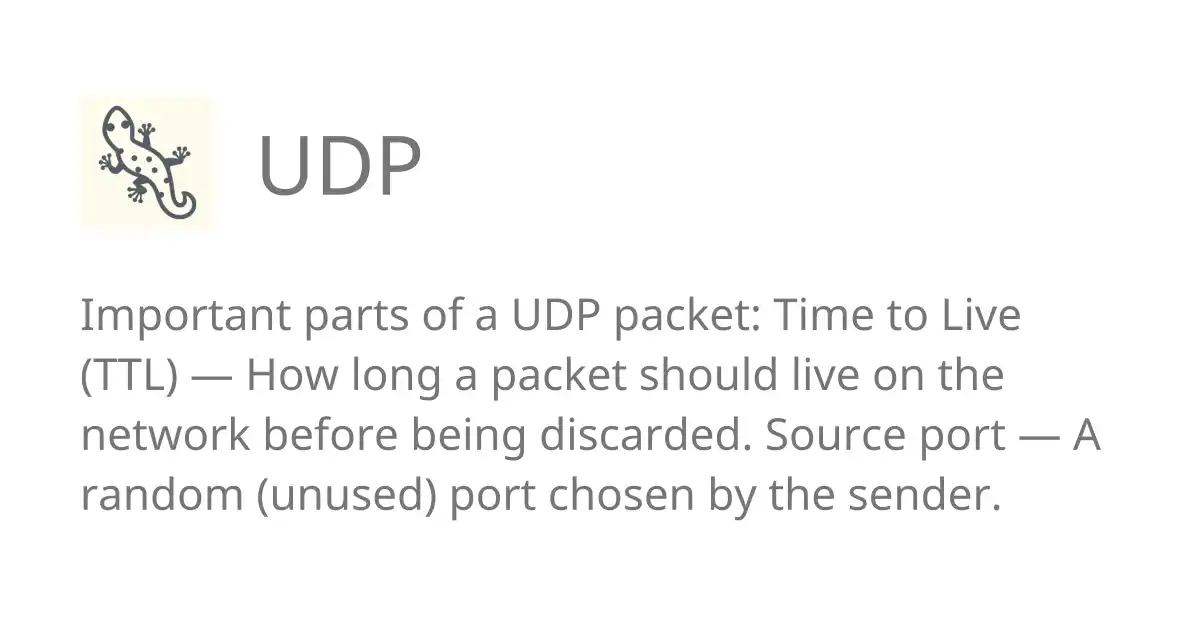 UDP
Important parts of a UDP packet: Time to Live
(TTL) — How long a packet should live on the
network before being discarded. Source port — A
random (unused) port chosen by the sender.